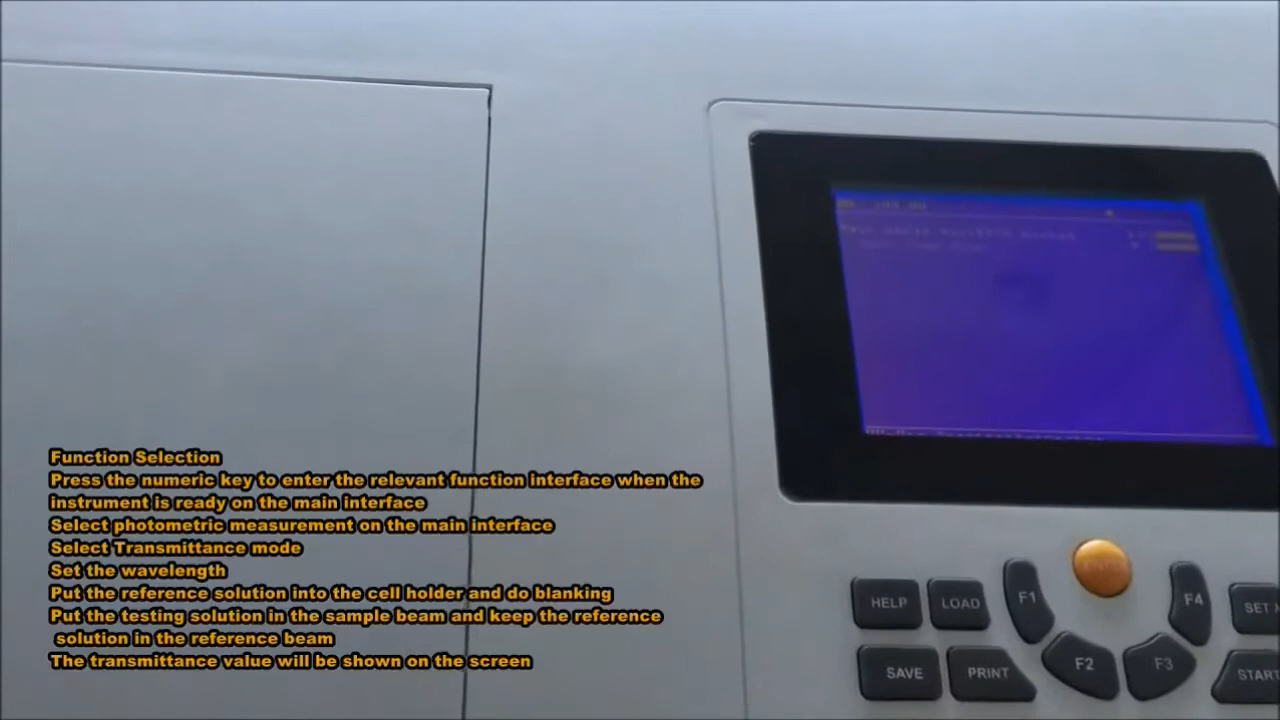 Function Selection
Press the numeric key to enter the relevant function interface when the
instrument is ready on the main interface
Select photometric measurement on the main interface
Select Transmittance mode
Set the wavelength
Put the reference solution into the cell holder and do blanking
Put the testing solution in the sample beam and keep the reference
solution in the reference beam
The transmittance value will be shown on the screen
HELP LOAD F1 F4 SET
SAVE PRINT F2 F3 START